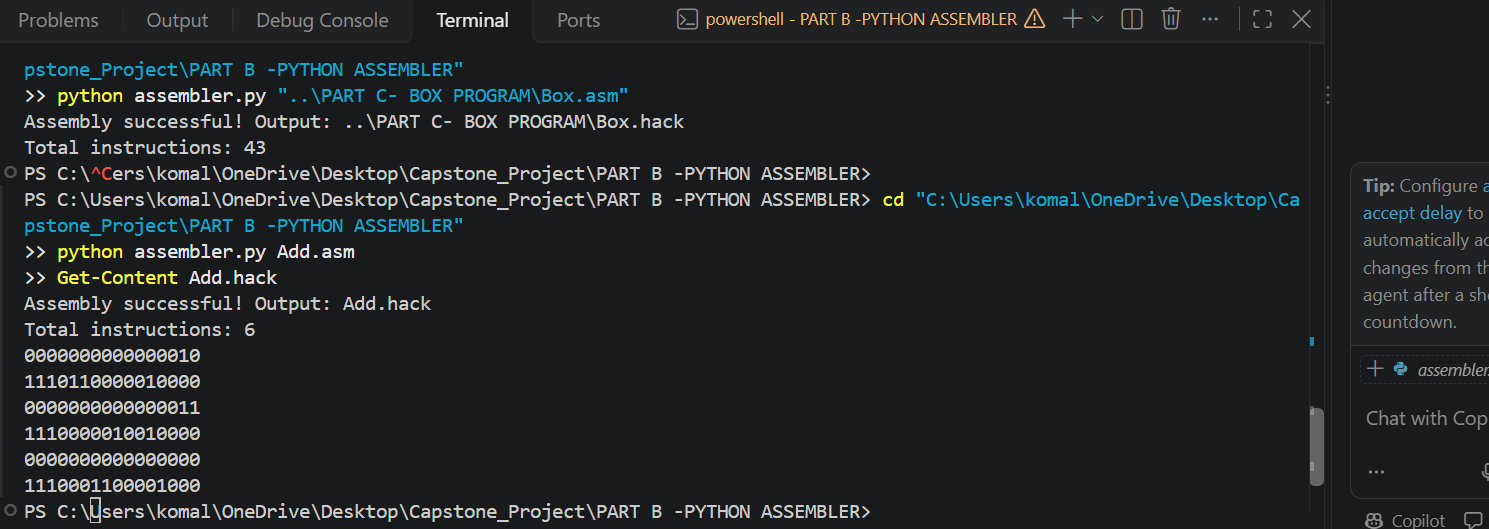 Problems Output Debug Console Terminal Ports powershell - PART B -PYTHON ASSEMBLER
pstone_Project\PART B -PYTHON ASSEMBLER"
>> python assembler.py "..\PART C- BOX PROGRAM\Box.asm"
Assembly successful! Output: ..\PART C- BOX PROGRAM\Box.hack
Total instructions: 43
PS C:\^Cers\komal\OneDrive\Desktop\Capstone_Project\PART B -PYTHON ASSEMBLER>
PS C:\Users\komal\OneDrive\Desktop\Capstone_Project\PART B -PYTHON ASSEMBLER> cd "C:\Users\komal\OneDrive\Desktop\Ca
pstone_Project\PART B -PYTHON ASSEMBLER"
>> python assembler.py Add.asm
>> Get-Content Add.hack
Assembly successful! Output: Add.hack
Total instructions: 6
0000000000000010
1110110000010000
0000000000000011
1110000010010000
0000000000000000
1110001100001000
PS C:\Users\komal\OneDrive\Desktop\Capstone_Project\PART B -PYTHON ASSEMBLER>
Tip: Configure a
accept delay to
automatically ac
changes from th
agent after a sho
countdown.
assembler.
Chat with Cop
Copilot